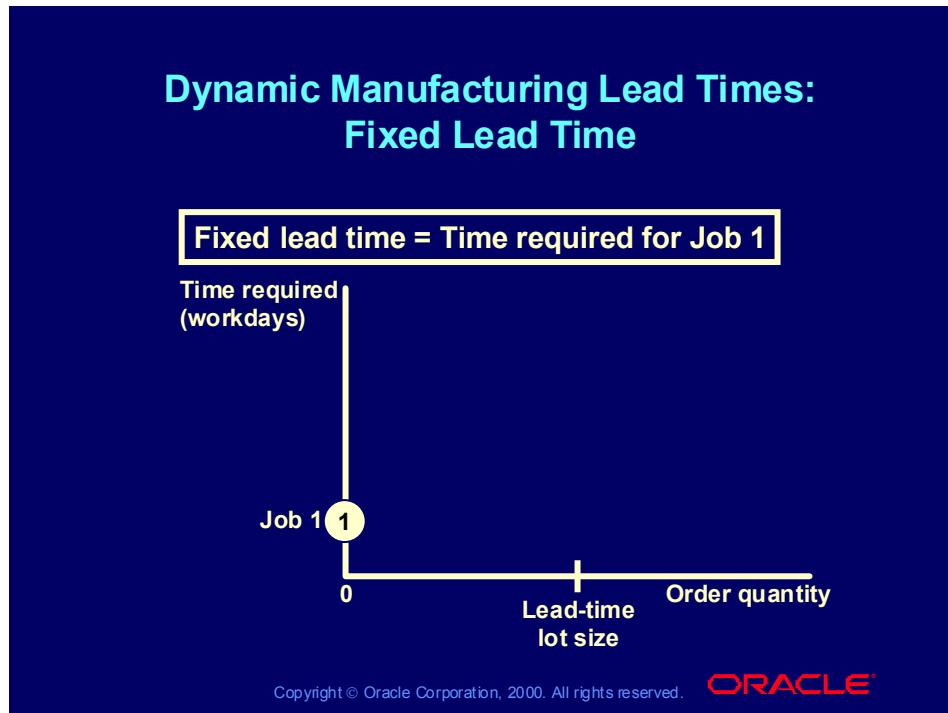 Dynamic Manufacturing Lead Times:
Fixed Lead Time
Fixed lead time = Time required for Job 1
Time required
(workdays)
Job 1 1
0
Order quantity
Lead-time
lot size
Copyright © Oracle Corporation, 2000. All rights reserved.
ORACLE®